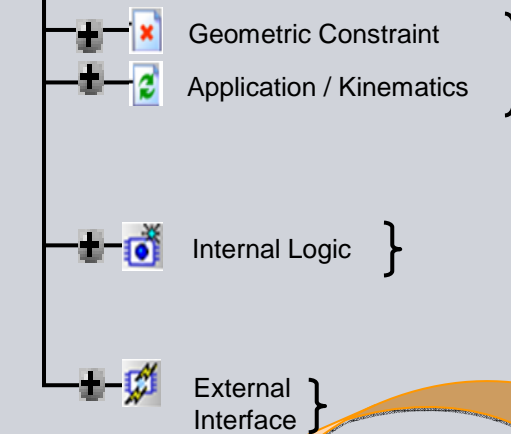 Geometric Constraint
Application / Kinematics
Internal Logic
External
Interface